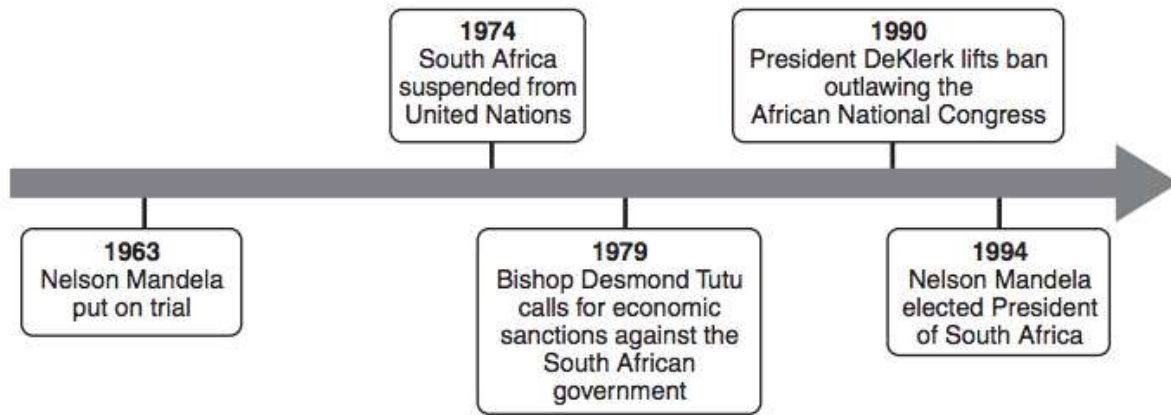 1963
Nelson Mandela
put on trial
1974
South Africa
suspended from
United Nations
1979
Bishop Desmond Tutu
calls for economic
sanctions against the
South African
government
1990
President DeKlerk lifts ban
outlawing the
African National Congress
1994
Nelson Mandela
elected President
of South Africa